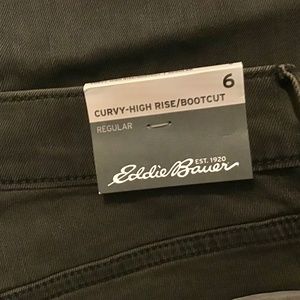 6
CURVY-HIGH RISE/BOOTCUT
REGULAR
EST. 1920
Eddie Bauer